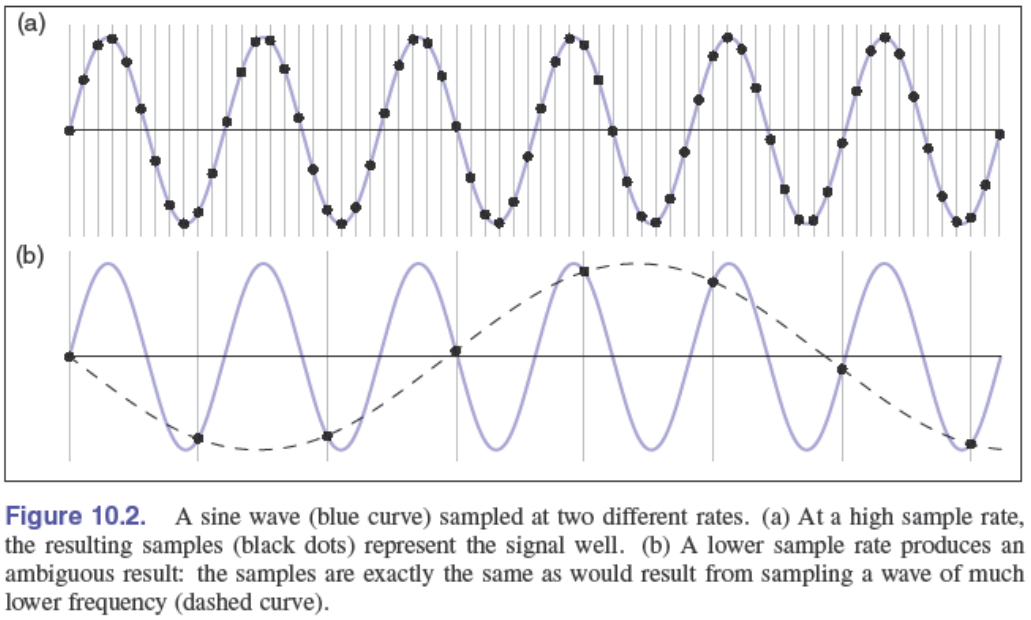 (a)
(b)
Figure 10.2. A sine wave (blue curve) sampled at two different rates. (a) At a high sample rate,
the resulting samples (black dots) represent the signal well. (b) A lower sample rate produces an
ambiguous result: the samples are exactly the same as would result from sampling a wave of much
lower frequency (dashed curve).